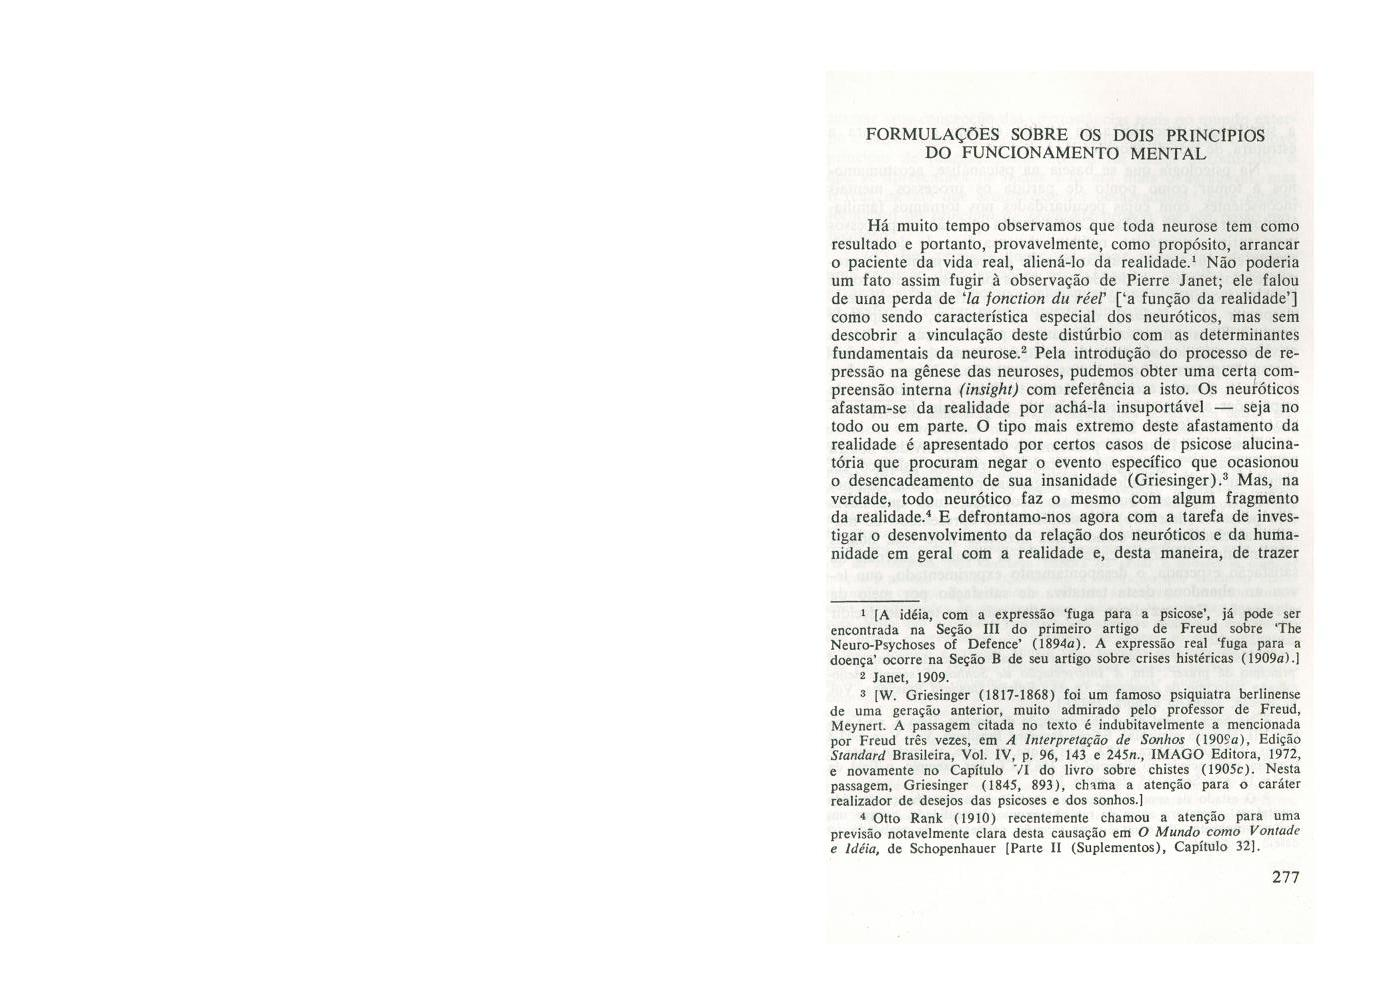 FORMULAÇÕES SOBRE OS DOIS PRINCÍPIOS
DO FUNCIONAMENTO MENTAL
Há muito tempo observamos que toda neurose tem como
resultado e portanto, provavelmente, como propósito, arrancar
o paciente da vida real, aliená-lo da realidade.¹ Não poderia
um fato assim fugir à observação de Pierre Janet; ele falou
de uma perda de ‘la fonction du réel’ [‘a função da realidade’]
como sendo característica especial dos neuróticos, mas sem
descobrir a vinculação deste distúrbio com as determinantes
fundamentais da neurose.² Pela introdução do processo de re-
pressão na gênese das neuroses, pudemos obter uma certa com-
preensão interna (insight) com referência a isto. Os neuróticos
afastam-se da realidade por achá-la insuportável — seja no
todo ou em parte. O tipo mais extremo deste afastamento da
realidade é apresentado por certos casos de psicose alucina-
tória que procuram negar o evento específico que ocasionou
o desencadeamento de sua insanidade (Griesinger).³ Mas, na
verdade, todo neurótico faz o mesmo com algum fragmento
da realidade.⁴ E defrontamo-nos agora com a tarefa de inves-
tigar o desenvolvimento da relação dos neuróticos e da huma-
nidade em geral com a realidade e, desta maneira, de trazer
¹ [A idéia, com a expressão ‘fuga para a psicose’, já pode ser
encontrada na Seção III do primeiro artigo de Freud sobre ‘The
Neuro-Psychoses of Defence’ (1894a). A expressão real ‘fuga para a
doença’ ocorre na Seção B de seu artigo sobre crises histéricas (1909a).]
² Janet, 1909.
³ [W. Griesinger (1817-1868) foi um famoso psiquiatra berlinense
de uma geração anterior, muito admirado pelo professor de Freud,
Meynert. A passagem citada no texto é indubitavelmente a mencionada
por Freud três vezes, em A Interpretação de Sonhos (1909a), Edição
Standard Brasileira, Vol. IV, p. 96, 143 e 245n., IMAGO Editora, 1972,
e novamente no Capítulo VI do livro sobre chistes (1905c). Nesta
passagem, Griesinger (1845, 893), chama a atenção para o caráter
realizador de desejos das psicoses e dos sonhos.]
⁴ Otto Rank (1910) recentemente chamou a atenção para uma
previsão notavelmente clara desta causação em O Mundo como Vontade
e Idéia, de Schopenhauer [Parte II (Suplementos), Capítulo 32].
277